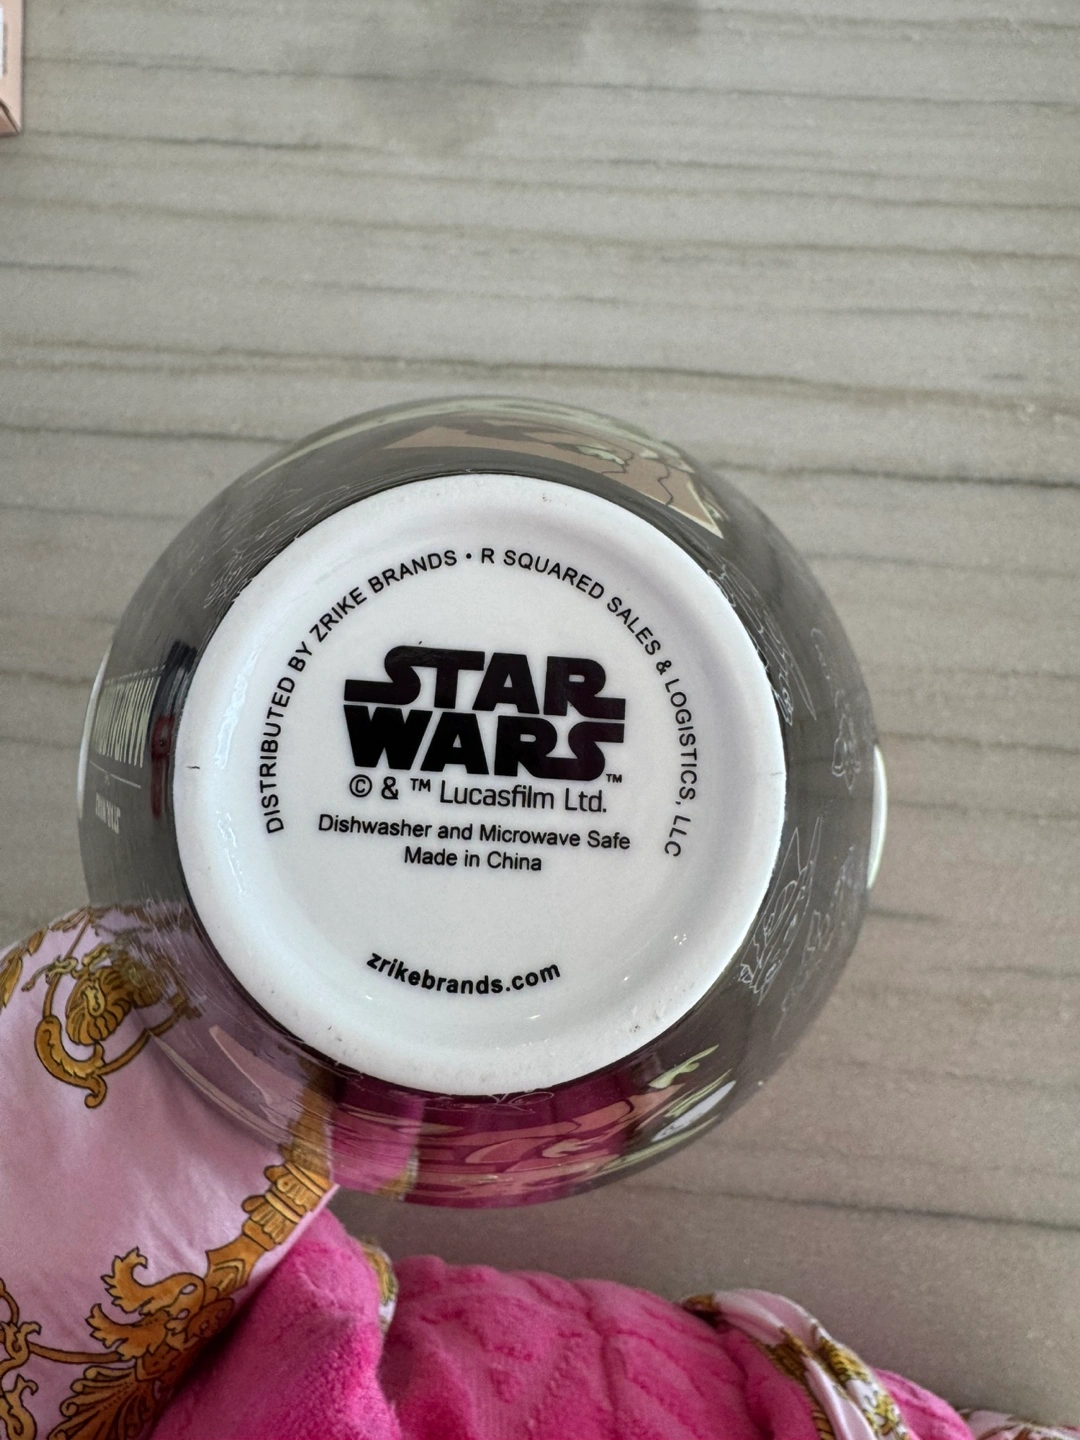 DISTRIBUTED BY ZRIKE BRANDS • R SQUARED SALES & LOGISTICS, LLC
STAR
WARS™
© & ™ Lucasfilm Ltd.
Dishwasher and Microwave Safe
Made in China
zrikebrands.com